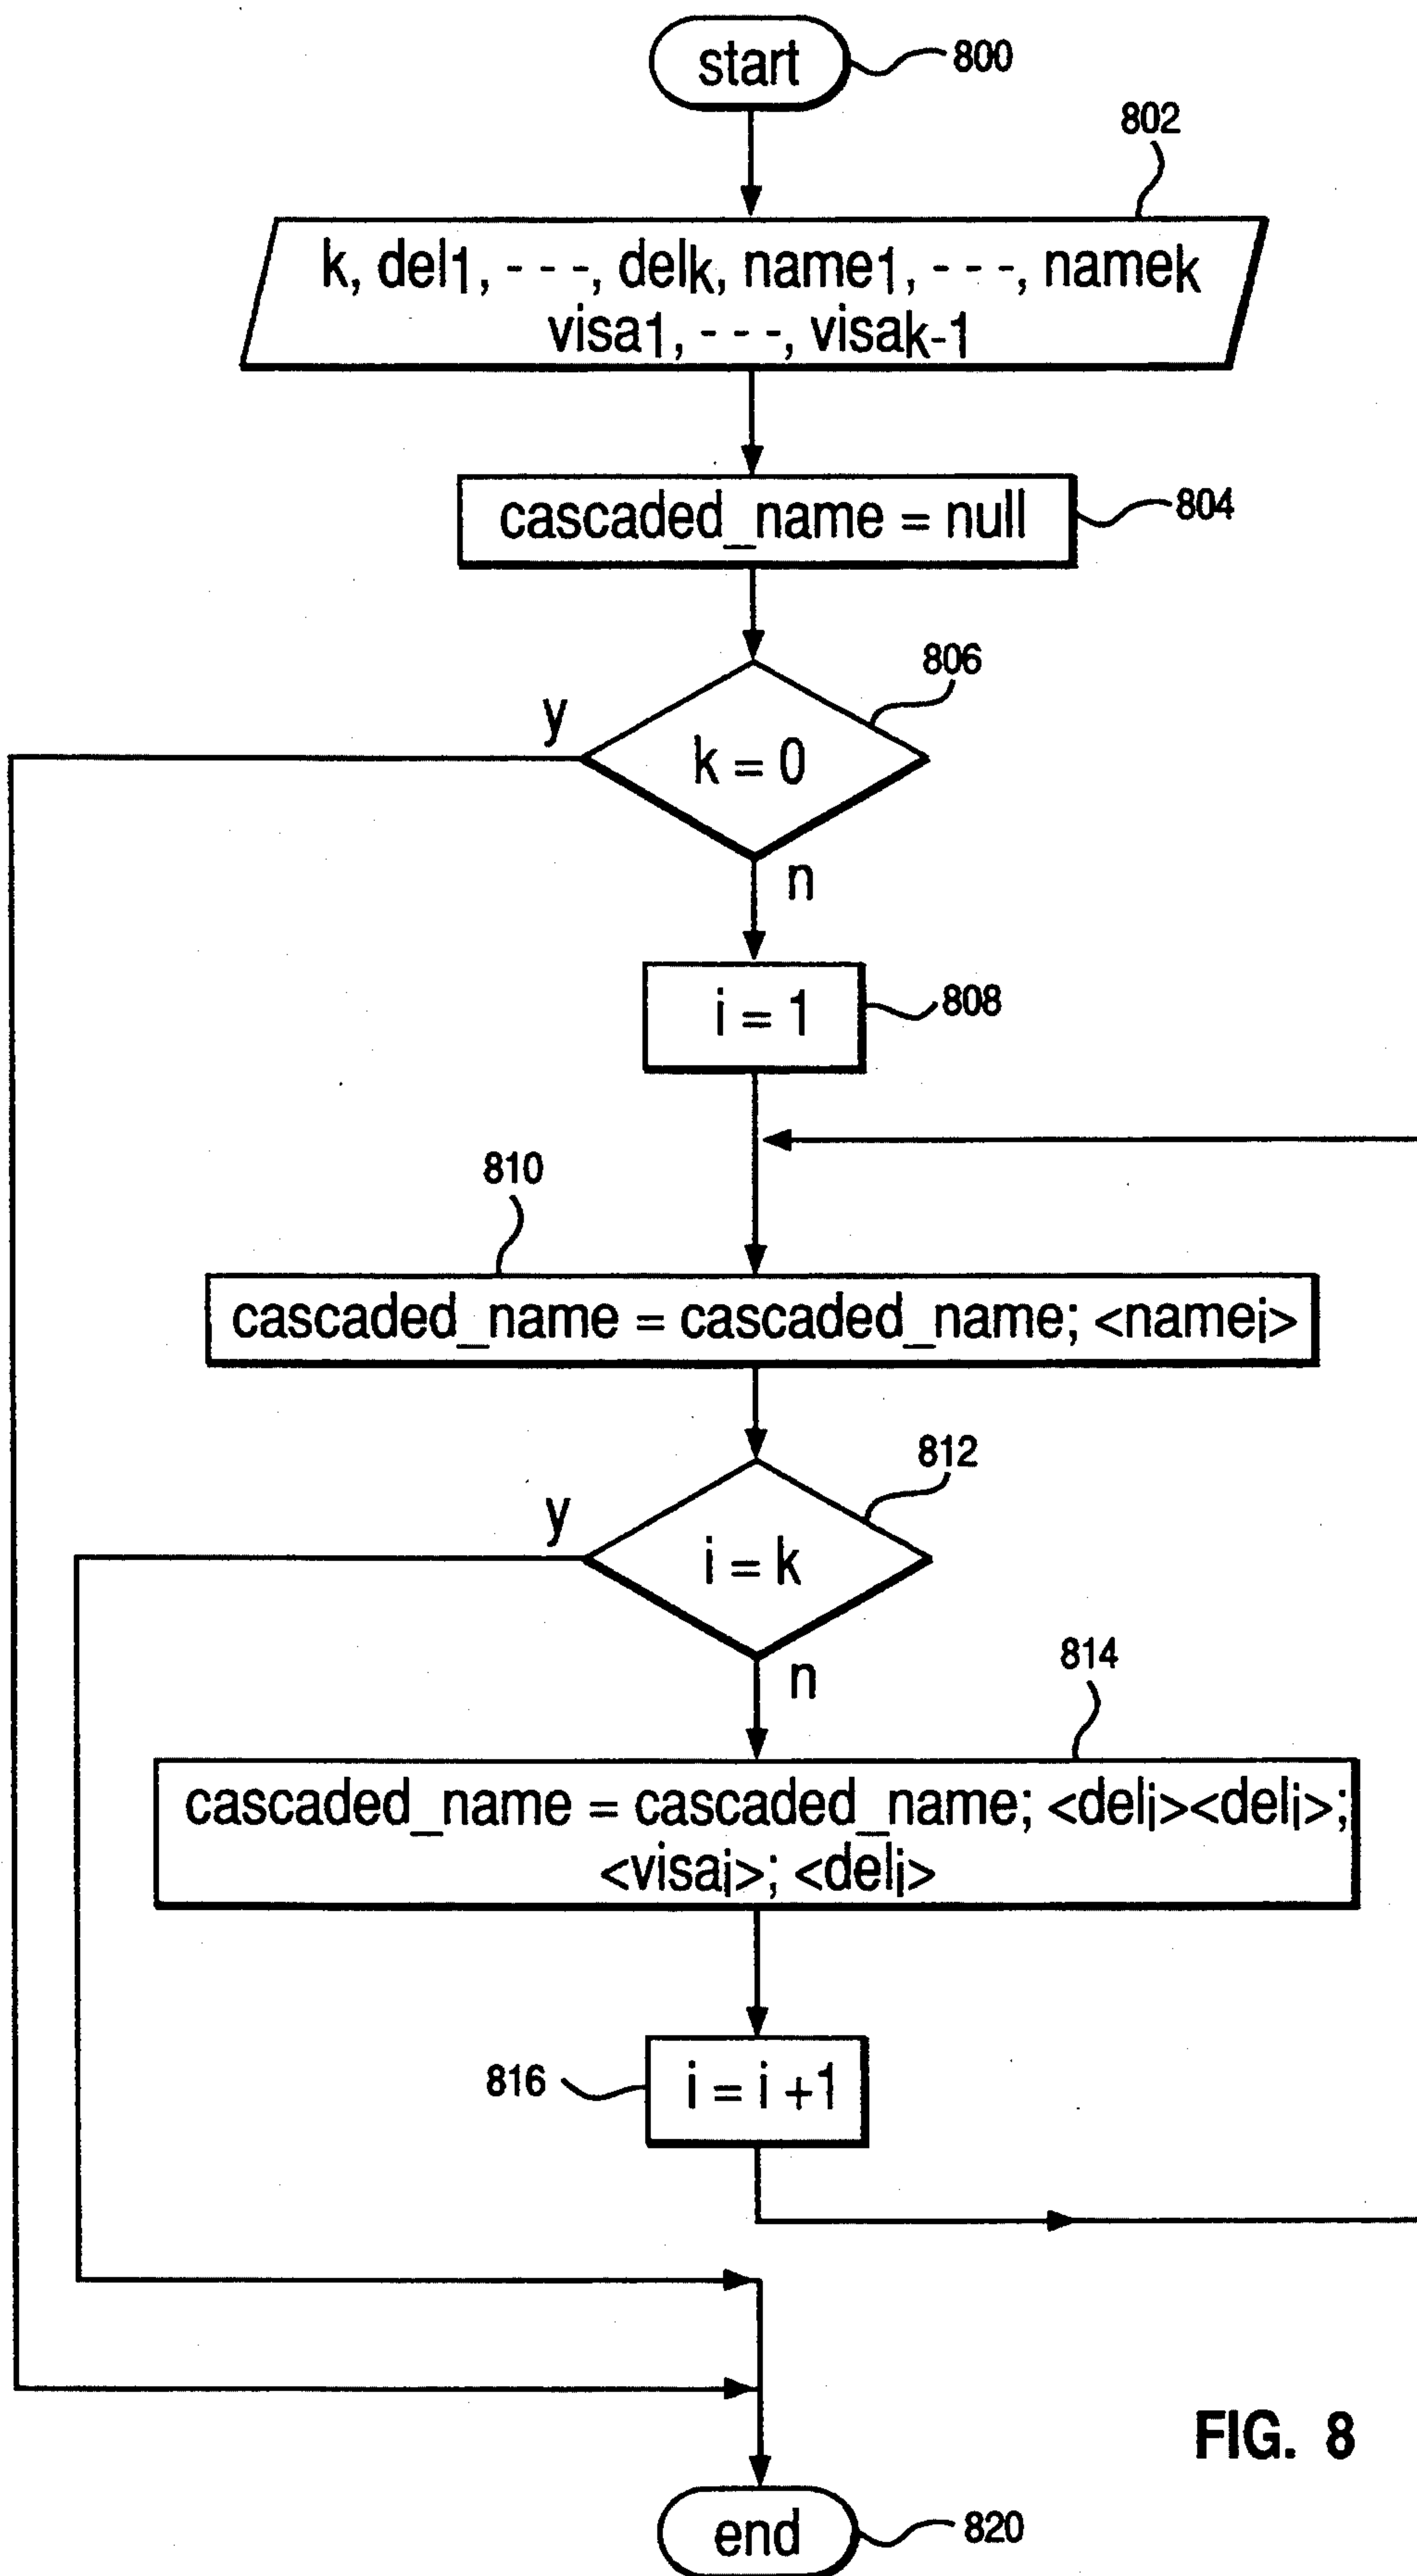 start
800
802
k, del1, - - -, delk, name1, - - -, namek
visa1, - - -, visak-1
cascaded_name = null
804
806
y
k = 0
n
i = 1
808
810
cascaded_name = cascaded_name; <namei>
812
y
i = k
n
814
cascaded_name = cascaded_name; <deli><deli>;
<visai>; <deli>
816
i = i +1
FIG. 8
end
820